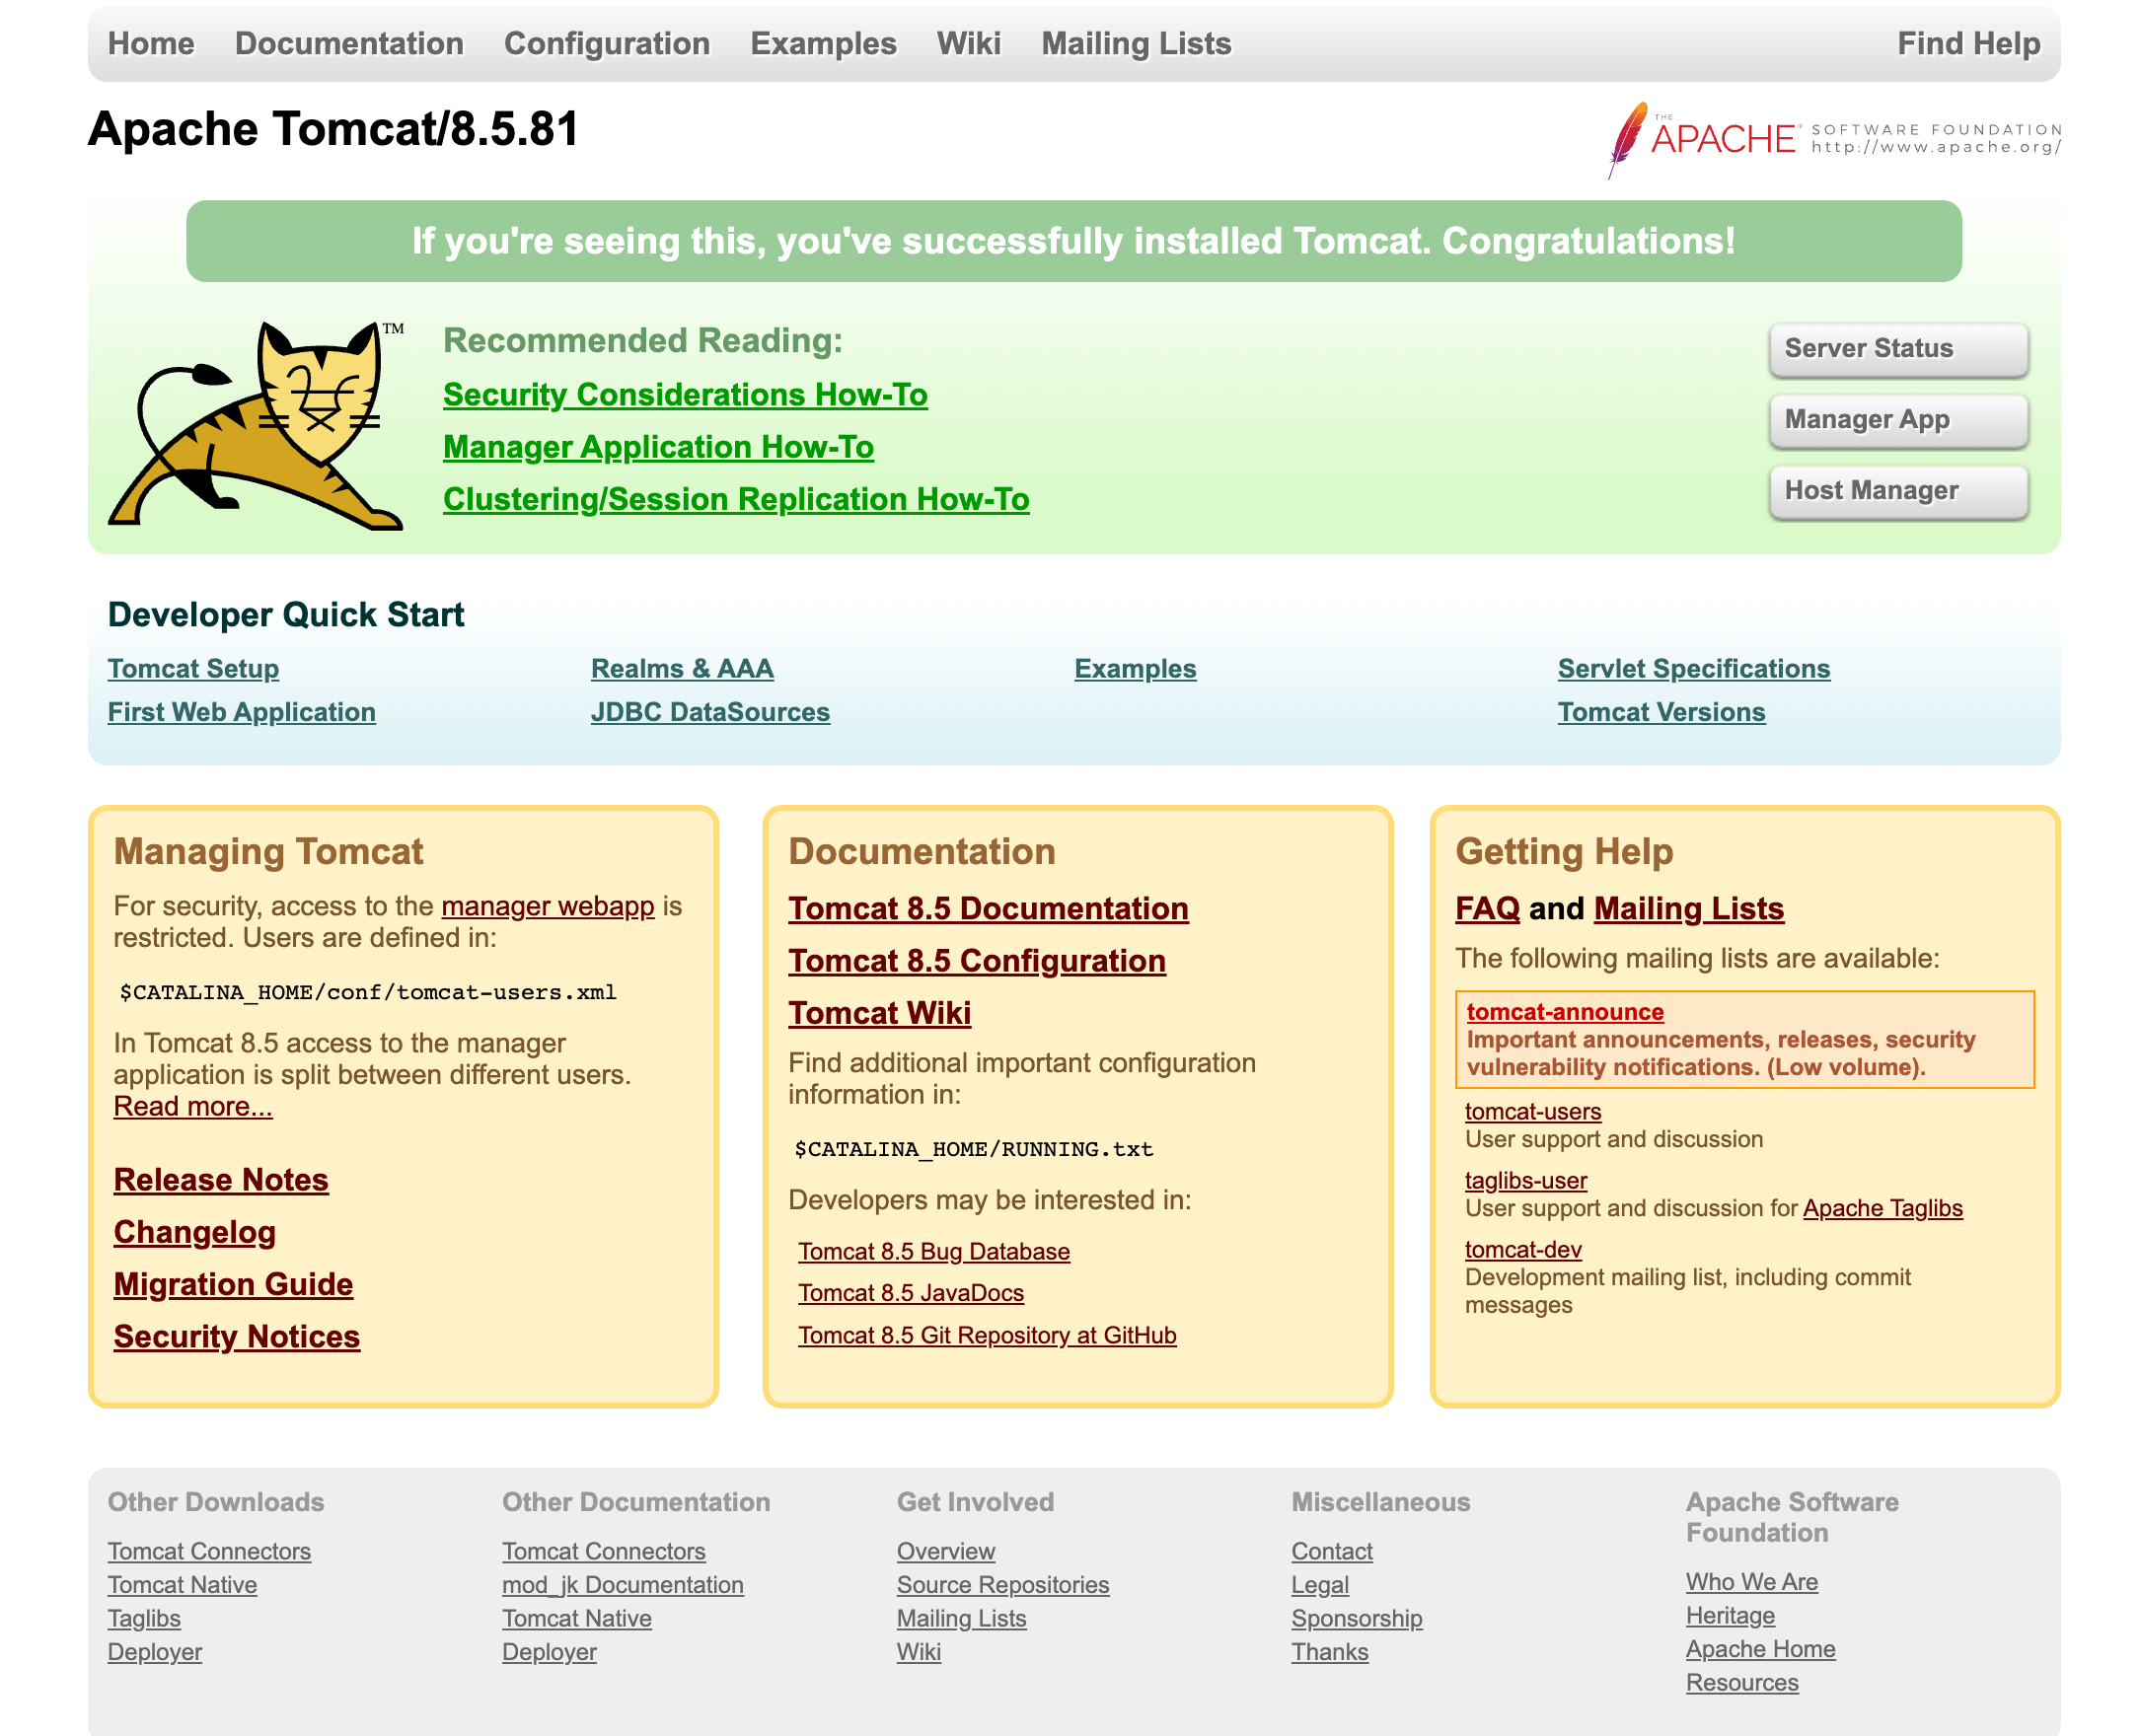 Home Documentation Configuration Examples Wiki Mailing Lists Find Help
Apache Tomcat/8.5.81
THE APACHE® SOFTWARE FOUNDATION
http://www.apache.org/
If you're seeing this, you've successfully installed Tomcat. Congratulations!
TM
Recommended Reading:
Security Considerations How-To
Manager Application How-To
Clustering/Session Replication How-To
Server Status
Manager App
Host Manager
Developer Quick Start
Tomcat Setup
First Web Application
Realms & AAA
JDBC DataSources
Examples
Servlet Specifications
Tomcat Versions
Managing Tomcat
For security, access to the manager webapp is
restricted. Users are defined in:
$CATALINA_HOME/conf/tomcat-users.xml
In Tomcat 8.5 access to the manager
application is split between different users.
Read more...
Release Notes
Changelog
Migration Guide
Security Notices
Documentation
Tomcat 8.5 Documentation
Tomcat 8.5 Configuration
Tomcat Wiki
Find additional important configuration
information in:
$CATALINA_HOME/RUNNING.txt
Developers may be interested in:
Tomcat 8.5 Bug Database
Tomcat 8.5 JavaDocs
Tomcat 8.5 Git Repository at GitHub
Getting Help
FAQ and Mailing Lists
The following mailing lists are available:
tomcat-announce
Important announcements, releases, security
vulnerability notifications. (Low volume).
tomcat-users
User support and discussion
taglibs-user
User support and discussion for Apache Taglibs
tomcat-dev
Development mailing list, including commit
messages
Other Downloads
Tomcat Connectors
Tomcat Native
Taglibs
Deployer
Other Documentation
Tomcat Connectors
mod_jk Documentation
Tomcat Native
Deployer
Get Involved
Overview
Source Repositories
Mailing Lists
Wiki
Miscellaneous
Contact
Legal
Sponsorship
Thanks
Apache Software
Foundation
Who We Are
Heritage
Apache Home
Resources